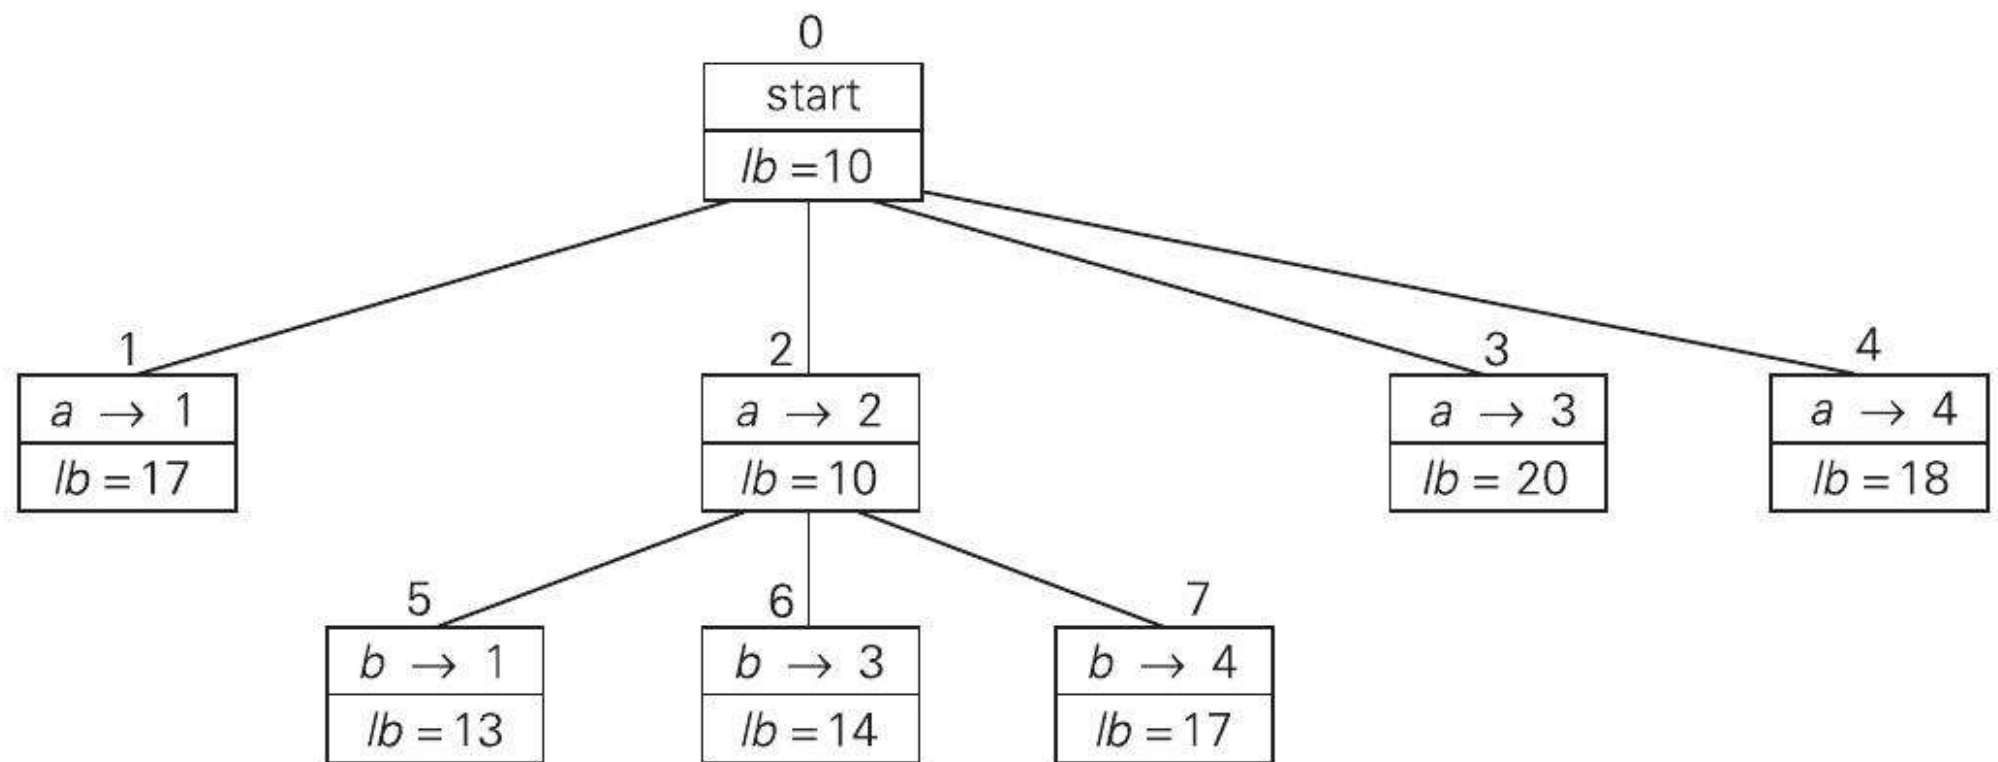 0
start
lb = 10
1
2
3
4
a → 1
a → 2
a → 3
a → 4
lb = 17
lb = 10
lb = 20
lb = 18
5
6
7
b → 1
b → 3
b → 4
lb = 13
lb = 14
lb = 17